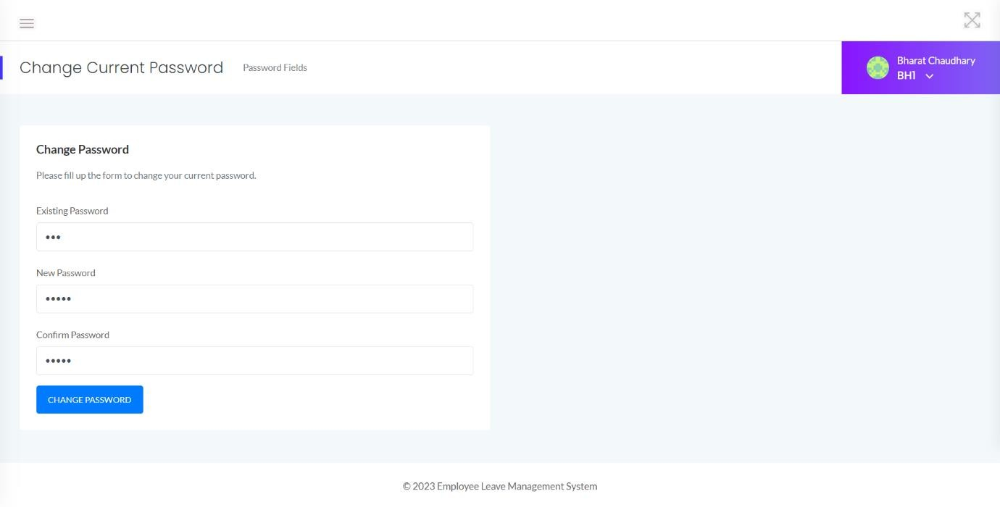 Change Current Password
Password Fields
Bharat Chaudhary
BH1
Change Password
Please fill up the form to change your current password.
Existing Password
•••
New Password
•••••
Confirm Password
•••••
CHANGE PASSWORD
© 2023 Employee Leave Management System